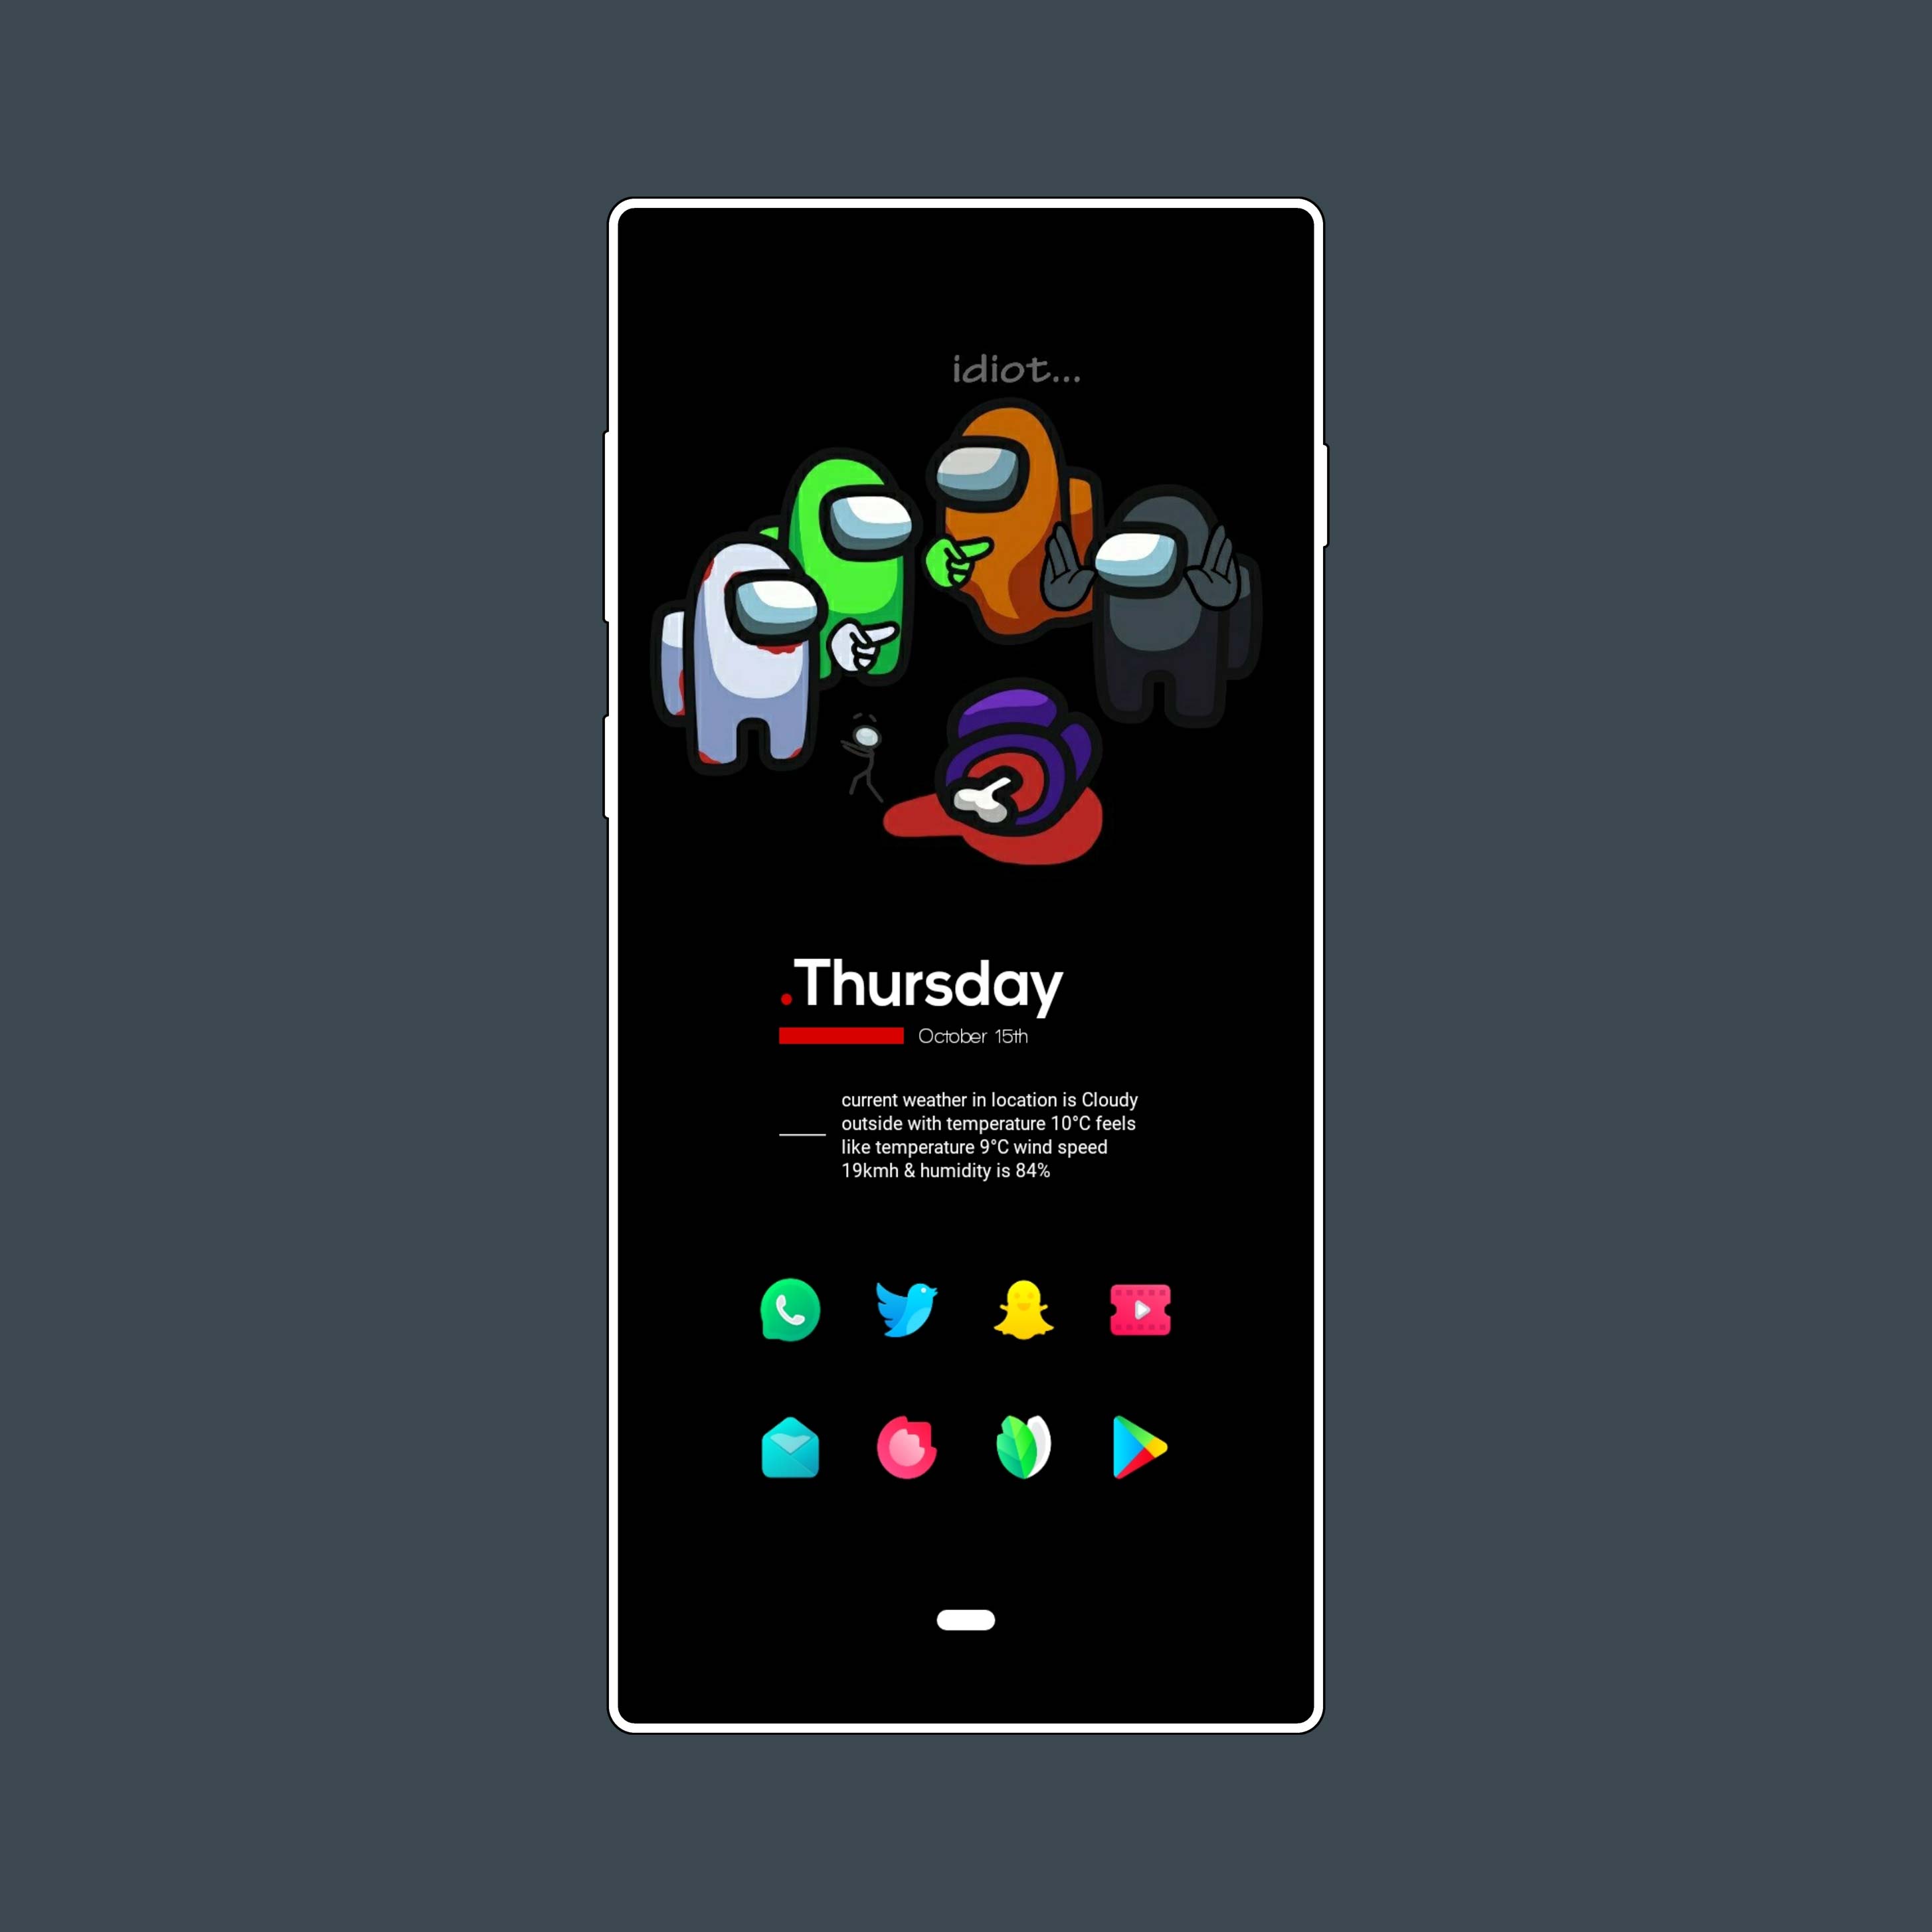 idiot...
.Thursday
October 15th
current weather in location is Cloudy
outside with temperature 10°C feels
like temperature 9°C wind speed
19kmh & humidity is 84%